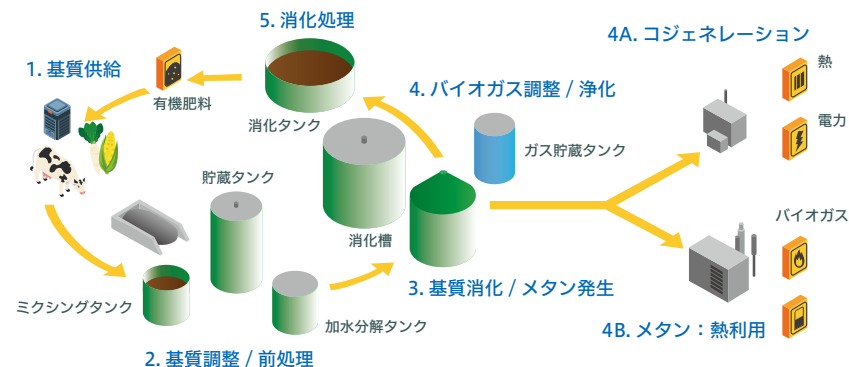 5. 消化処理
4A. コジェネレーション
1. 基質供給
熱
4. バイオガス調整 / 浄化
有機肥料
消化タンク
電力
ガス貯蔵タンク
貯蔵タンク
バイオガス
消化槽
3. 基質消化 / メタン発生
ミクシングタンク
加水分解タンク
4B. メタン：熱利用
2. 基質調整 / 前処理